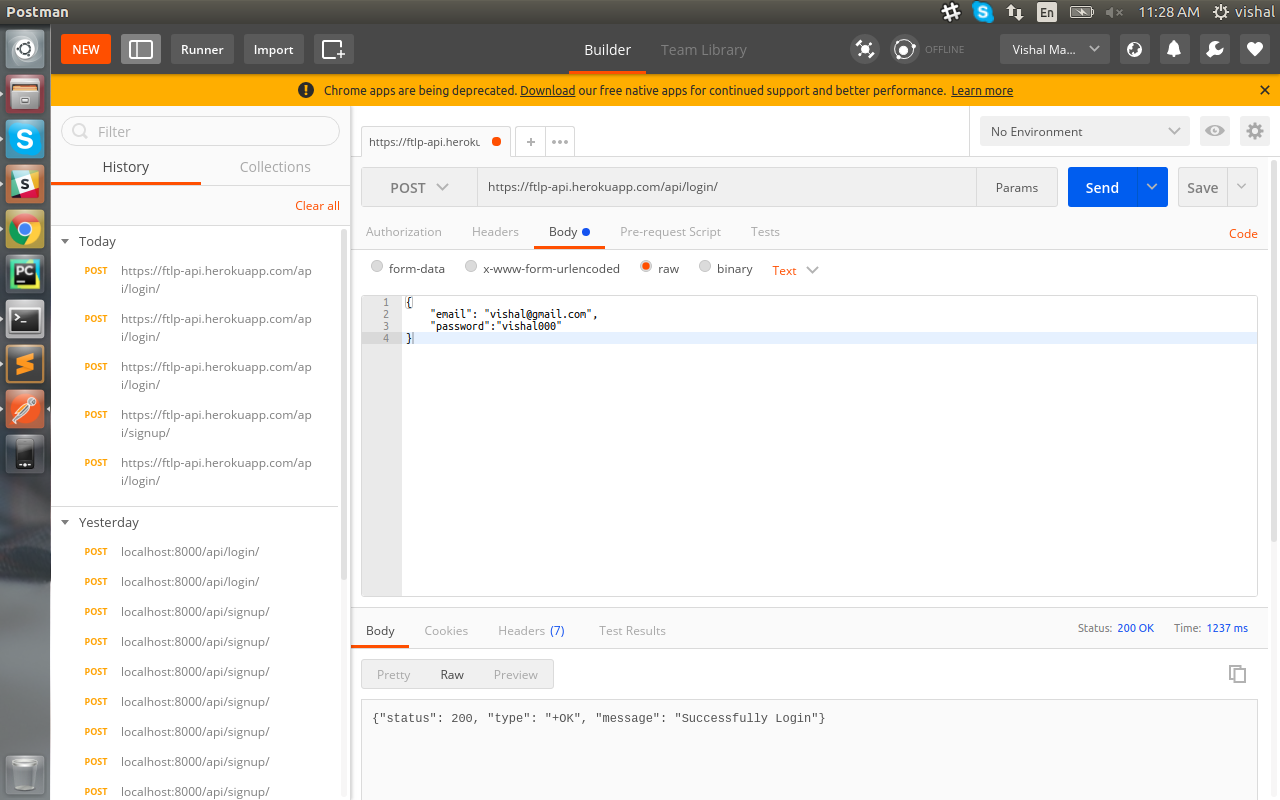 Postman
En
11:28 AM
vishal
NEW
Runner
Import
Builder
Team Library
OFFLINE
Vishal Ma...
Chrome apps are being deprecated. Download our free native apps for continued support and better performance. Learn more
Filter
History
Collections
Clear all
Today
POST https://ftlp-api.herokuapp.com/ap
i/login/
POST https://ftlp-api.herokuapp.com/ap
i/login/
POST https://ftlp-api.herokuapp.com/ap
i/login/
POST https://ftlp-api.herokuapp.com/ap
i/signup/
POST https://ftlp-api.herokuapp.com/ap
i/login/
Yesterday
POST localhost:8000/api/login/
POST localhost:8000/api/login/
POST localhost:8000/api/signup/
POST localhost:8000/api/signup/
POST localhost:8000/api/signup/
POST localhost:8000/api/signup/
POST localhost:8000/api/signup/
POST localhost:8000/api/signup/
POST localhost:8000/api/signup/
https://ftlp-api.heroku
+
•••
No Environment
POST
https://ftlp-api.herokuapp.com/api/login/
Params
Send
Save
Authorization
Headers
Body
Pre-request Script
Tests
Code
form-data
x-www-form-urlencoded
raw
binary
Text
1 {
2 "email": "vishal@gmail.com",
3 "password":"vishal000"
4 }
Body
Cookies
Headers (7)
Test Results
Status: 200 OK
Time: 1237 ms
Pretty
Raw
Preview
{"status": 200, "type": "+OK", "message": "Successfully Login"}